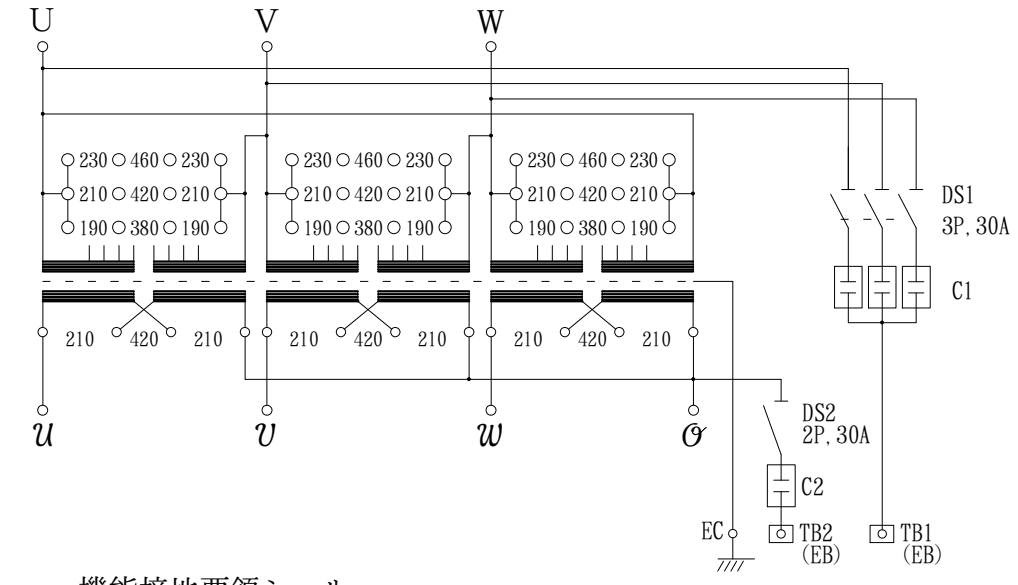 U V W
230 460 230 230 460 230 230 460 230
210 420 210 210 420 210 210 420 210
190 380 190 190 380 190 190 380 190
DS1
3P, 30A
C1
210 420 210 210 420 210 210 420 210
U V W O
DS2
2P, 30A
C2
EC
TB2
(EB)
TB1
(EB)